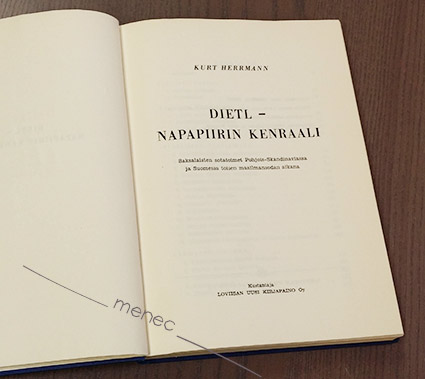 KURT HERRMANN
DIETL –
NAPAPIIRIN KENRAALI
Saksalaisten sotatoimet Pohjois-Skandinaviassa
ja Suomessa toisen maailmansodan aikana
Kustantaja
LOVIISAN UUSI KIRJAPAINO Oy
menec